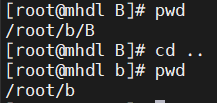 [root@mhdl B]# pwd
/root/b/B
[root@mhdl B]# cd ..
[root@mhdl b]# pwd
/root/b